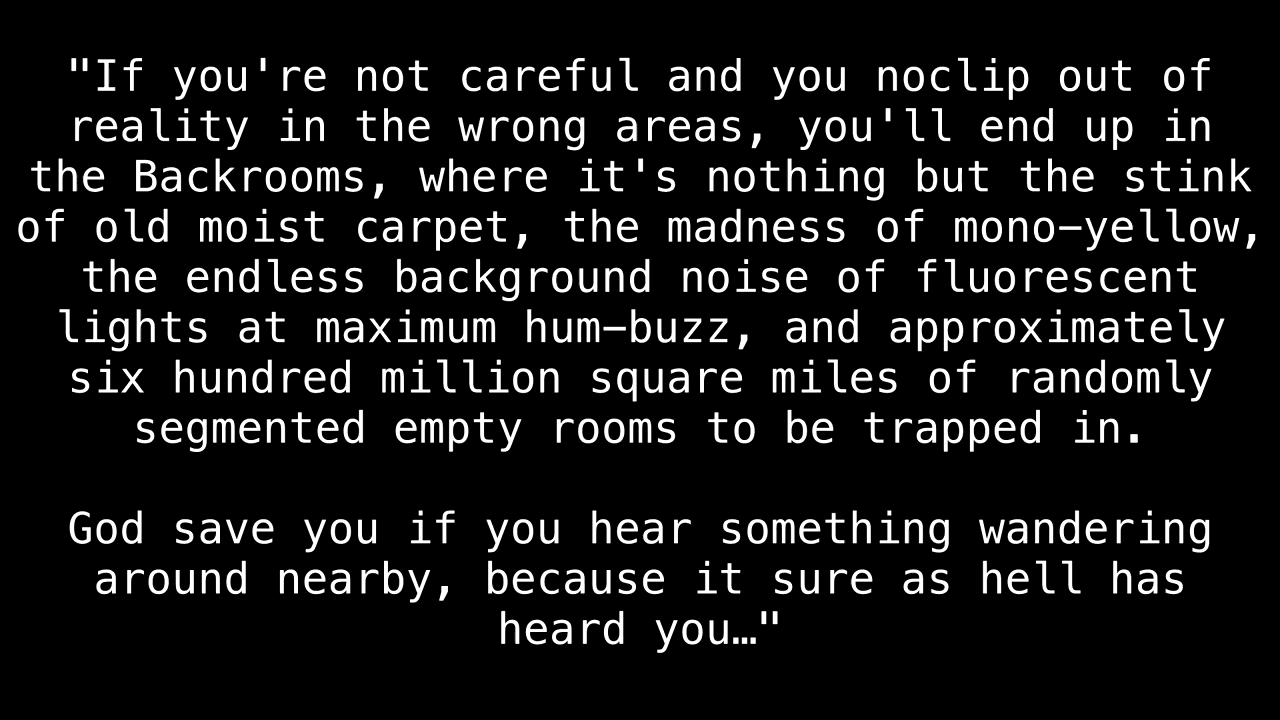 "If you're not careful and you noclip out of
reality in the wrong areas, you'll end up in
the Backrooms, where it's nothing but the stink
of old moist carpet, the madness of mono-yellow,
the endless background noise of fluorescent
lights at maximum hum-buzz, and approximately
six hundred million square miles of randomly
segmented empty rooms to be trapped in.
God save you if you hear something wandering
around nearby, because it sure as hell has
heard you…"